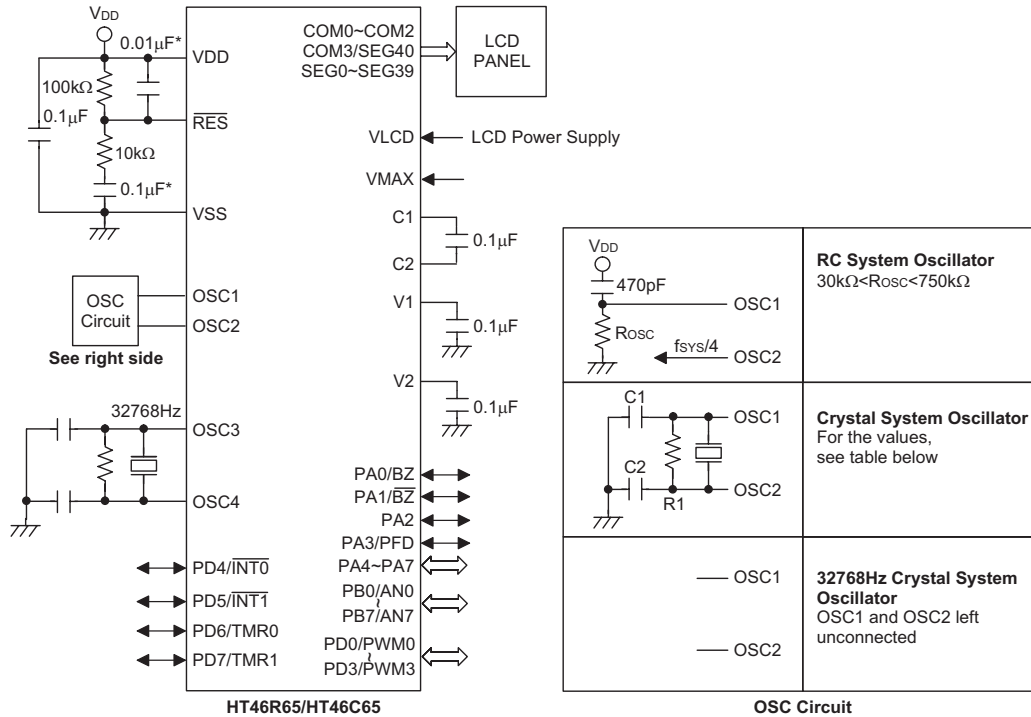 VDD
0.01µF*
VDD
100kΩ
0.1µF
RES
10kΩ
0.1µF*
VSS
OSC
Circuit
OSC1
OSC2
See right side
32768Hz
OSC3
OSC4
PD4/INT0
PD5/INT1
PD6/TMR0
PD7/TMR1
COM0~COM2
COM3/SEG40
SEG0~SEG39
LCD
PANEL
VLCD
LCD Power Supply
VMAX
C1
0.1µF
C2
V1
0.1µF
V2
0.1µF
PA0/BZ
PA1/BZ
PA2
PA3/PFD
PA4~PA7
PB0/AN0
~
PB7/AN7
PD0/PWM0
~
PD3/PWM3
HT46R65/HT46C65
VDD
470pF
OSC1
ROSC
fSYS/4
OSC2
RC System Oscillator
30kΩ<ROSC<750kΩ
C1
OSC1
C2
OSC2
R1
Crystal System Oscillator
For the values,
see table below
OSC1
OSC2
32768Hz Crystal System
Oscillator
OSC1 and OSC2 left
unconnected
OSC Circuit